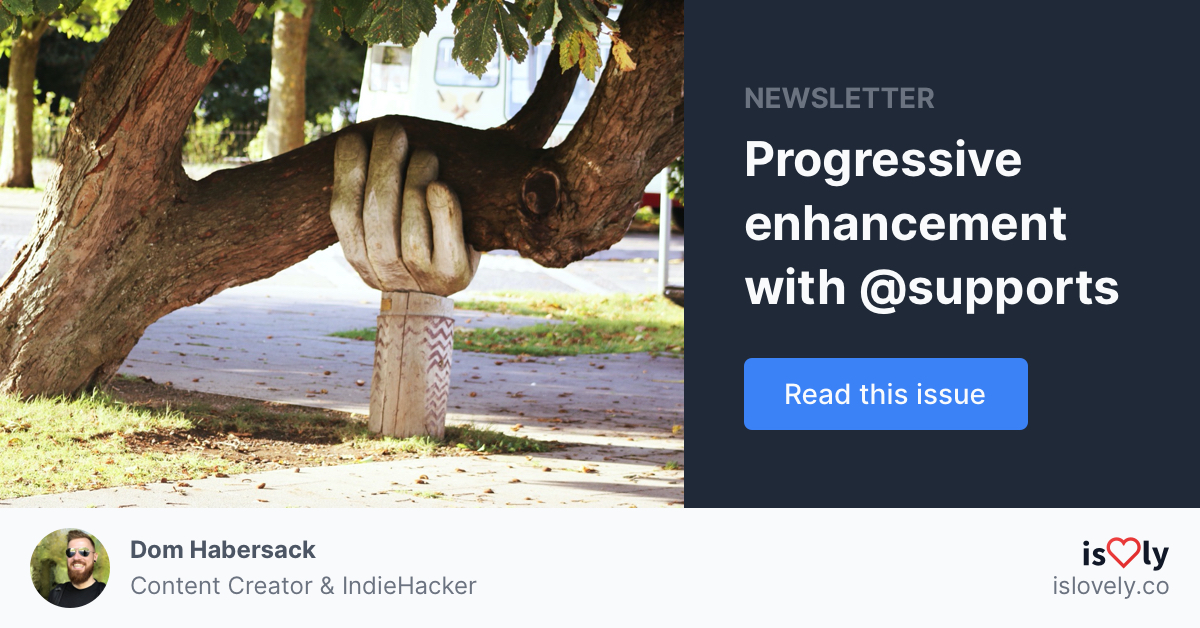 NEWSLETTER
Progressive
enhancement
with @supports
Read this issue
Dom Habersack
Content Creator & IndieHacker
is♡ly
islovely.co